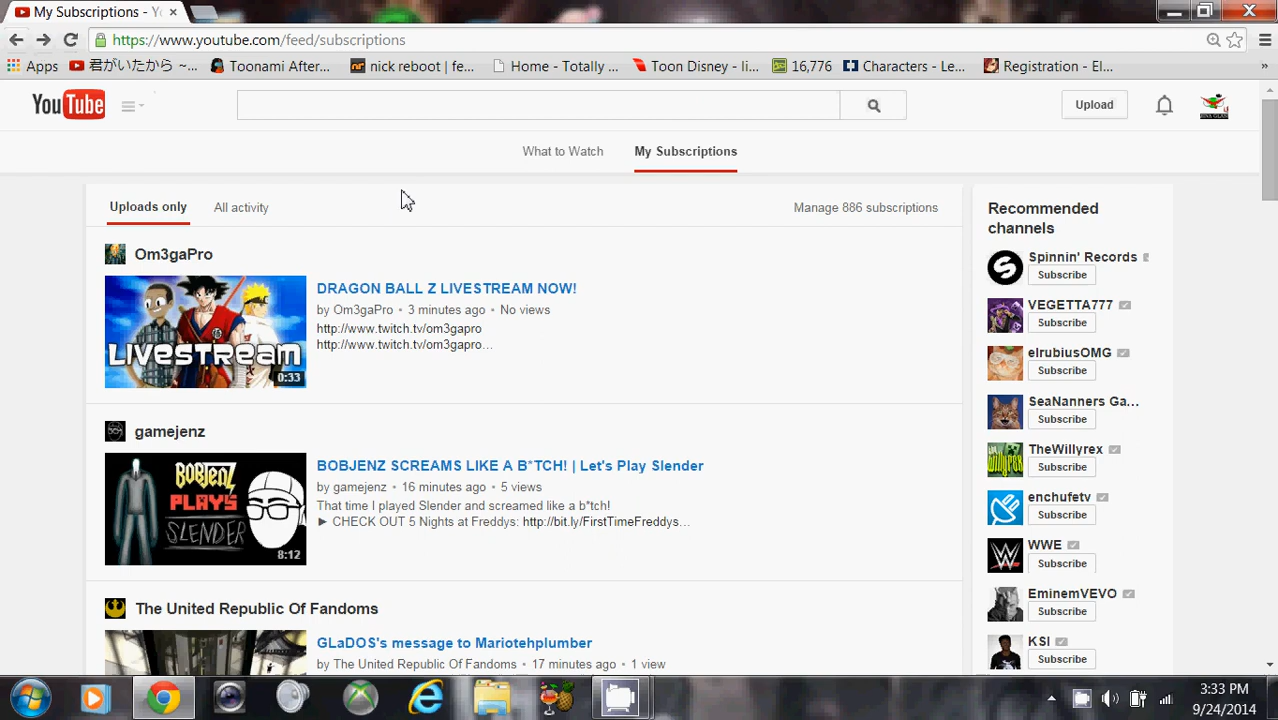 My Subscriptions - Yo
https://www.youtube.com/feed/subscriptions
Apps 君がいたから ~... Toonami After... nick reboot | fe... Home - Totally ... Toon Disney - li... 16,776 Characters - Le... Registration - El... »
YouTube Upload
What to Watch My Subscriptions
Uploads only All activity Manage 886 subscriptions
Om3gaPro
LIVESTREAM
0:33
DRAGON BALL Z LIVESTREAM NOW!
by Om3gaPro • 3 minutes ago • No views
http://www.twitch.tv/om3gapro
http://www.twitch.tv/om3gapro...
gamejenz
BOBJENZ
PLAYS
SLENDER
8:12
BOBJENZ SCREAMS LIKE A B*TCH! | Let's Play Slender
by gamejenz • 16 minutes ago • 5 views
That time I played Slender and screamed like a b*tch!
► CHECK OUT 5 Nights at Freddys: http://bit.ly/FirstTimeFreddys...
The United Republic Of Fandoms
GLaDOS's message to Mariotehplumber
by The United Republic Of Fandoms • 17 minutes ago • 1 view
Recommended
channels
Spinnin' Records
Subscribe
VEGETTA777
Subscribe
elrubiusOMG
Subscribe
SeaNanners Ga...
Subscribe
TheWillyrex
Subscribe
enchufetv
Subscribe
WWE
Subscribe
EminemVEVO
Subscribe
KSI
Subscribe
3:33 PM
9/24/2014